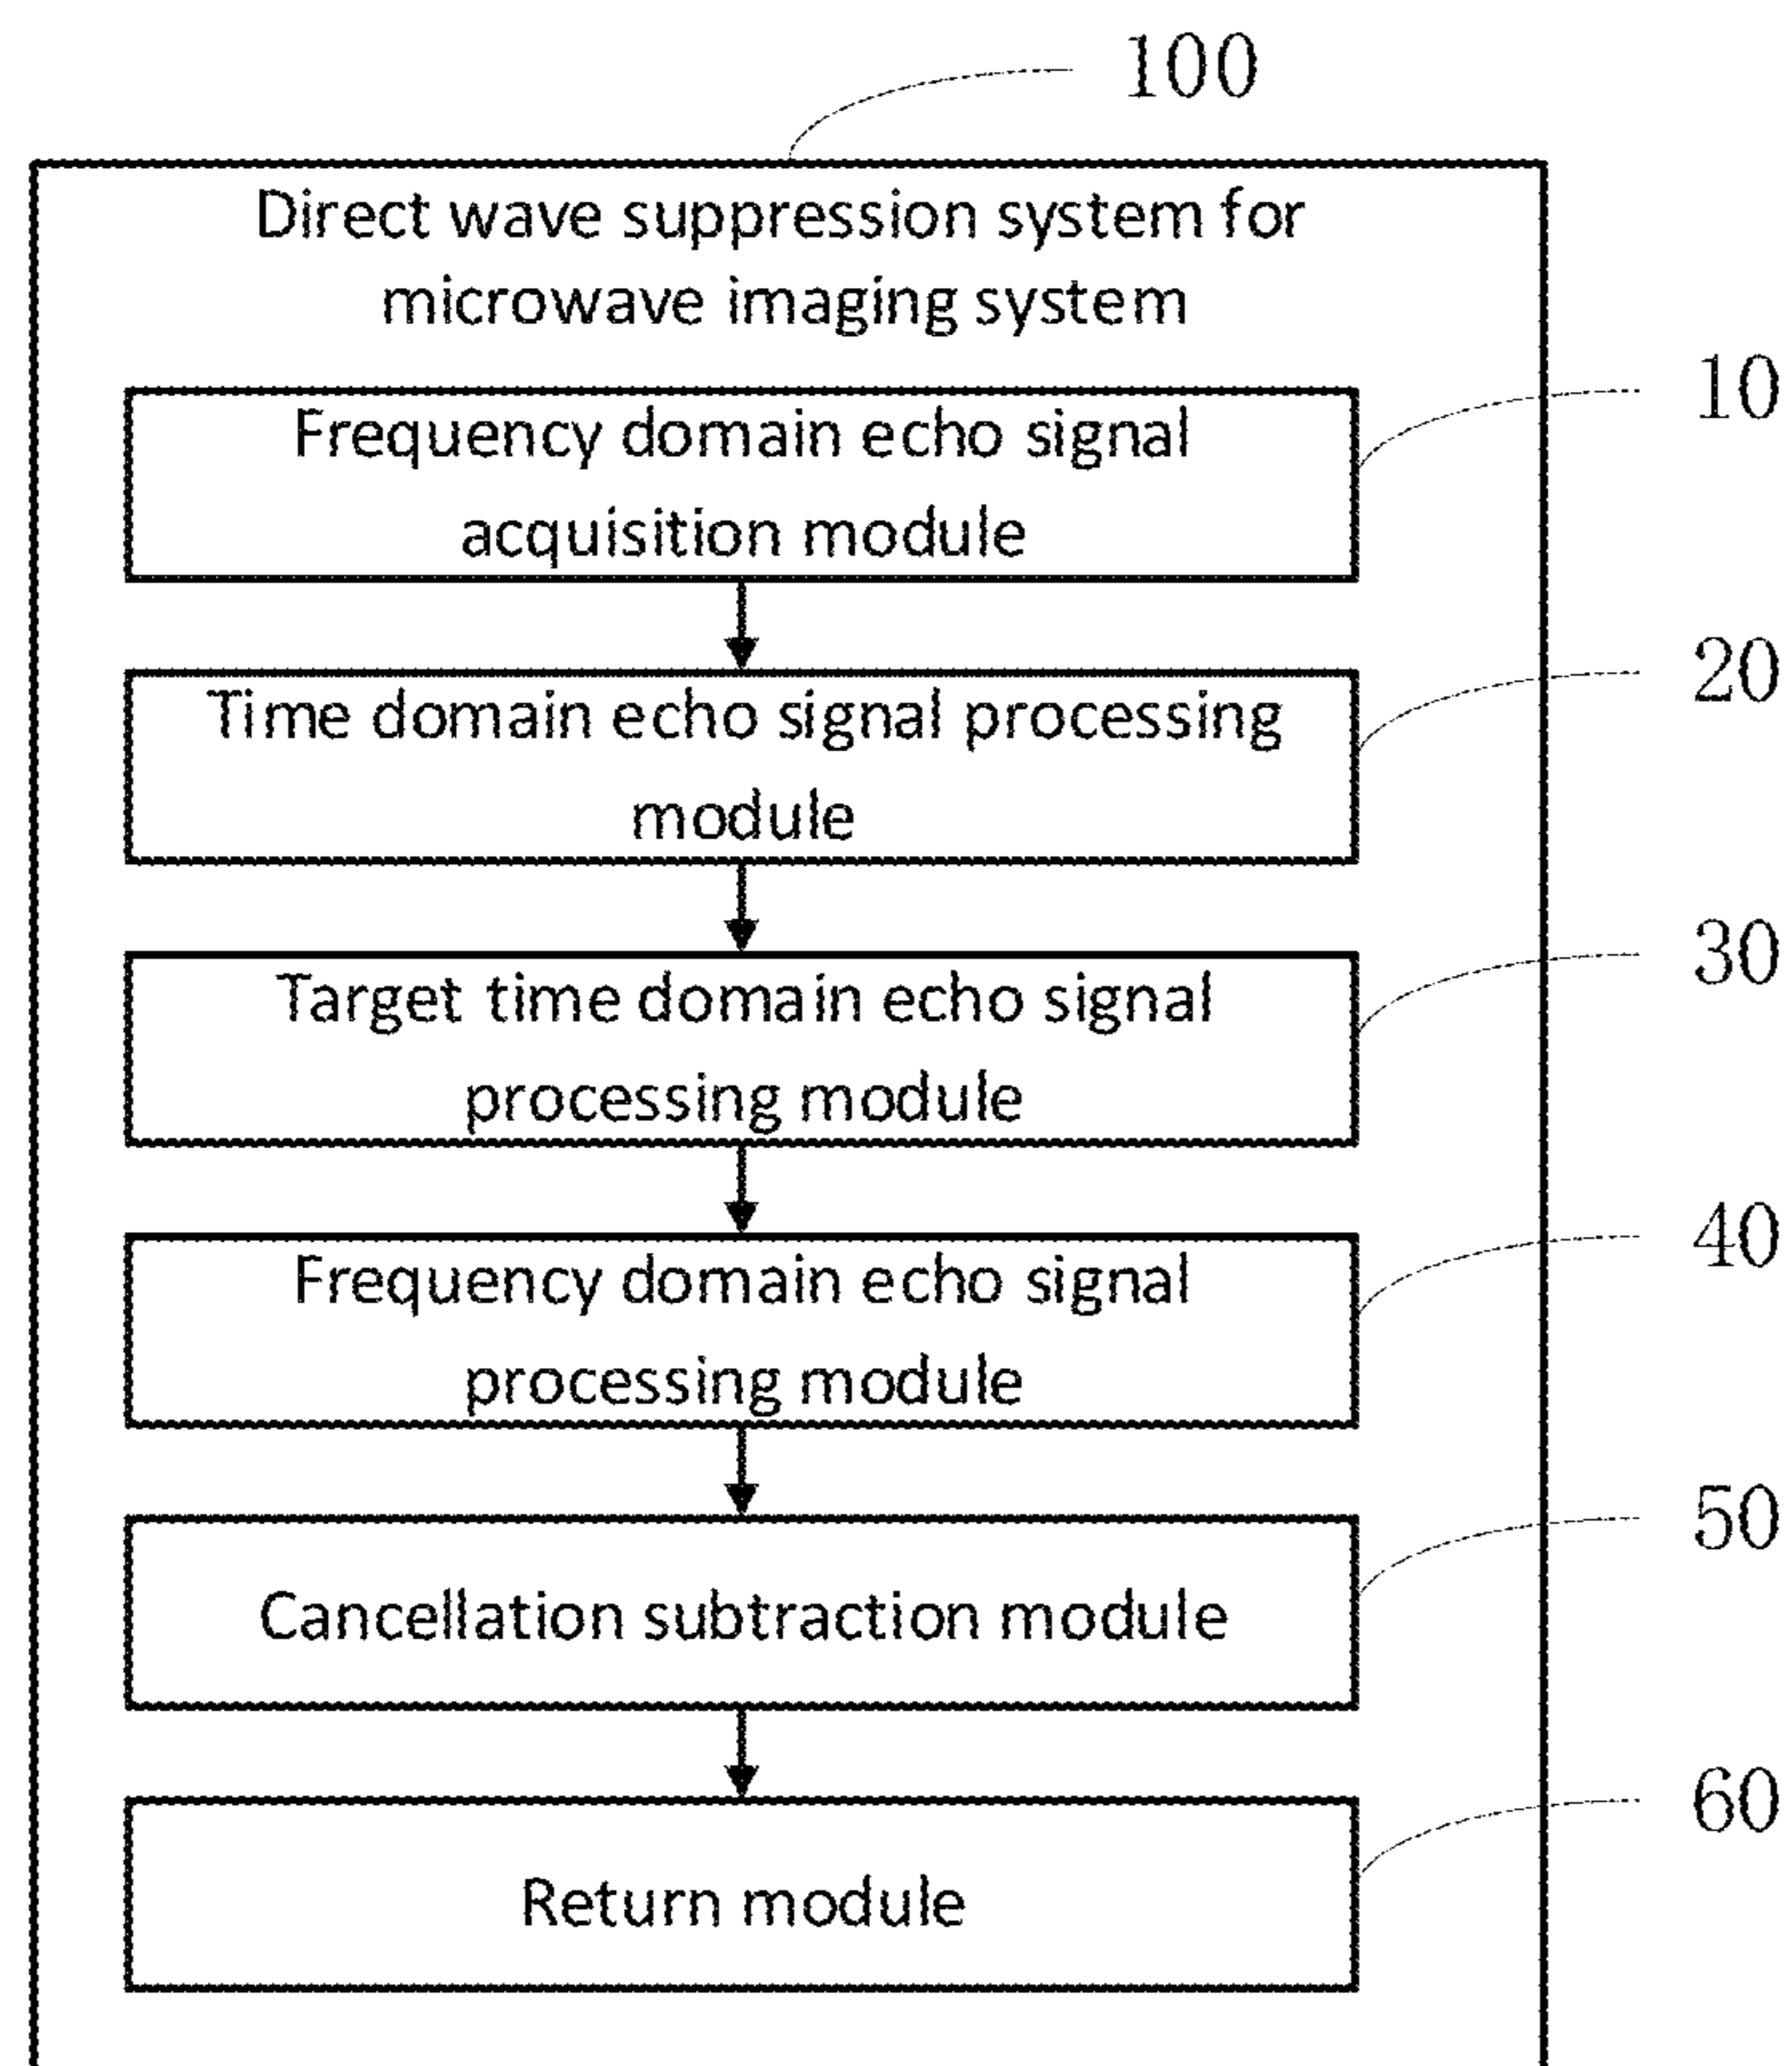 100
Direct wave suppression system for
microwave imaging system
10
Frequency domain echo signal
acquisition module
20
Time domain echo signal processing
module
30
Target time domain echo signal
processing module
40
Frequency domain echo signal
processing module
50
Cancellation subtraction module
60
Return module